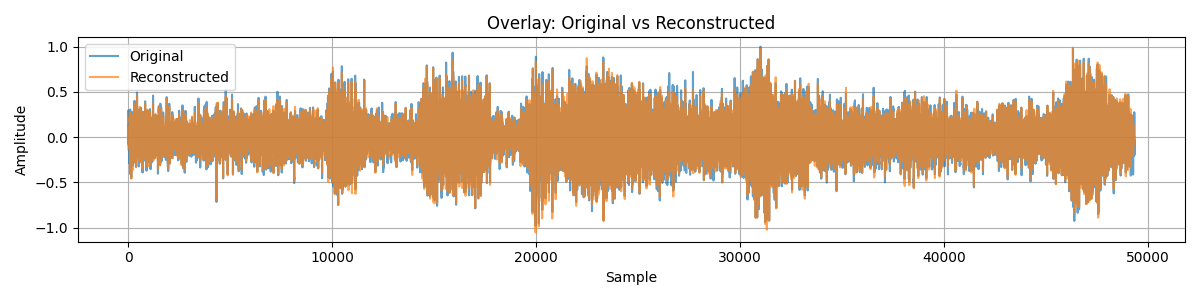 Overlay: Original vs Reconstructed
Original
Reconstructed
Amplitude
1.0
0.5
0.0
−0.5
−1.0
0 10000 20000 30000 40000 50000
Sample